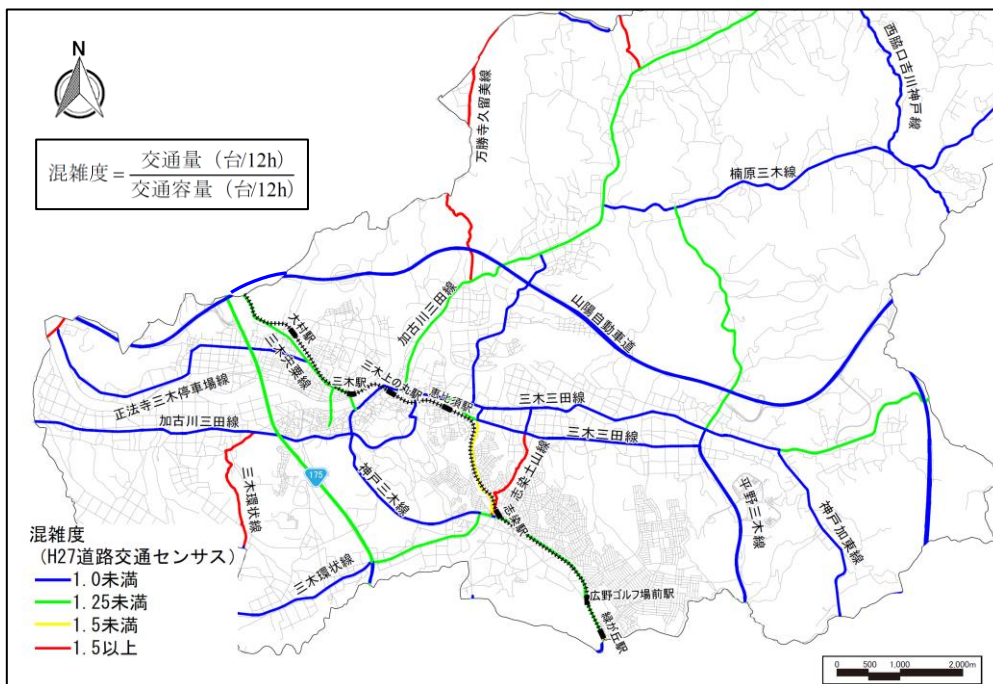 N
混雑度＝交通量（台/12h）
交通容量（台/12h）
西脇口吉川神戸線
万勝寺久留美線
楠原三木線
加古川三田線
山陽自動車道
大村駅
三木宍粟線
三木駅
三木上の丸駅
恵比須駅
正法寺三木停車場線
加古川三田線
三木三田線
三木三田線
三木環状線
175
神戸三木線
志染土山線
志染駅
平野三木線
神戸加東線
三木環状線
広野ゴルフ場前駅
緑が丘駅
混雑度
（H27道路交通センサス）
1.0未満
1.25未満
1.5未満
1.5以上
0 500 1,000 2,000m